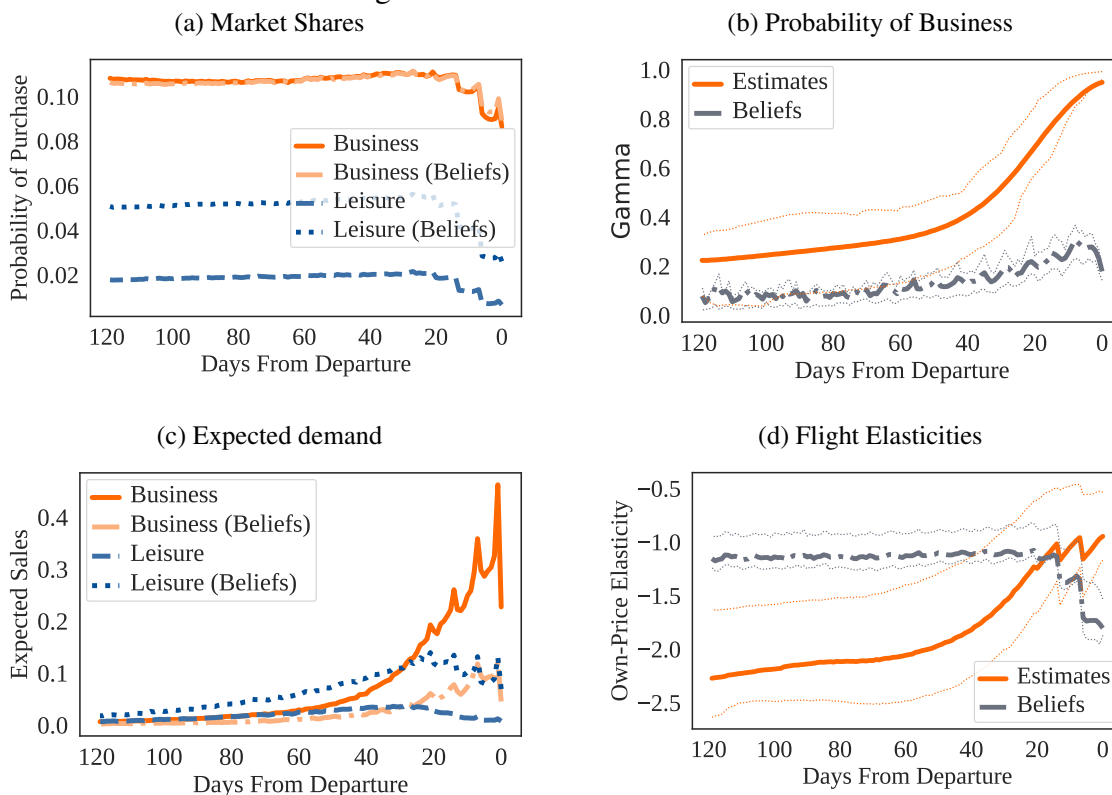 (a) Market Shares
Probability of Purchase
0.10
0.08
0.06
0.04
0.02
Business
Business (Beliefs)
Leisure
Leisure (Beliefs)
120 100 80 60 40 20 0
Days From Departure
(b) Probability of Business
Gamma
1.0
0.8
0.6
0.4
0.2
0.0
Estimates
Beliefs
120 100 80 60 40 20 0
Days From Departure
(c) Expected demand
Expected Sales
0.4
0.3
0.2
0.1
0.0
Business
Business (Beliefs)
Leisure
Leisure (Beliefs)
120 100 80 60 40 20 0
Days From Departure
(d) Flight Elasticities
Own-Price Elasticity
−0.5
−1.0
−1.5
−2.0
−2.5
Estimates
Beliefs
120 100 80 60 40 20 0
Days From Departure